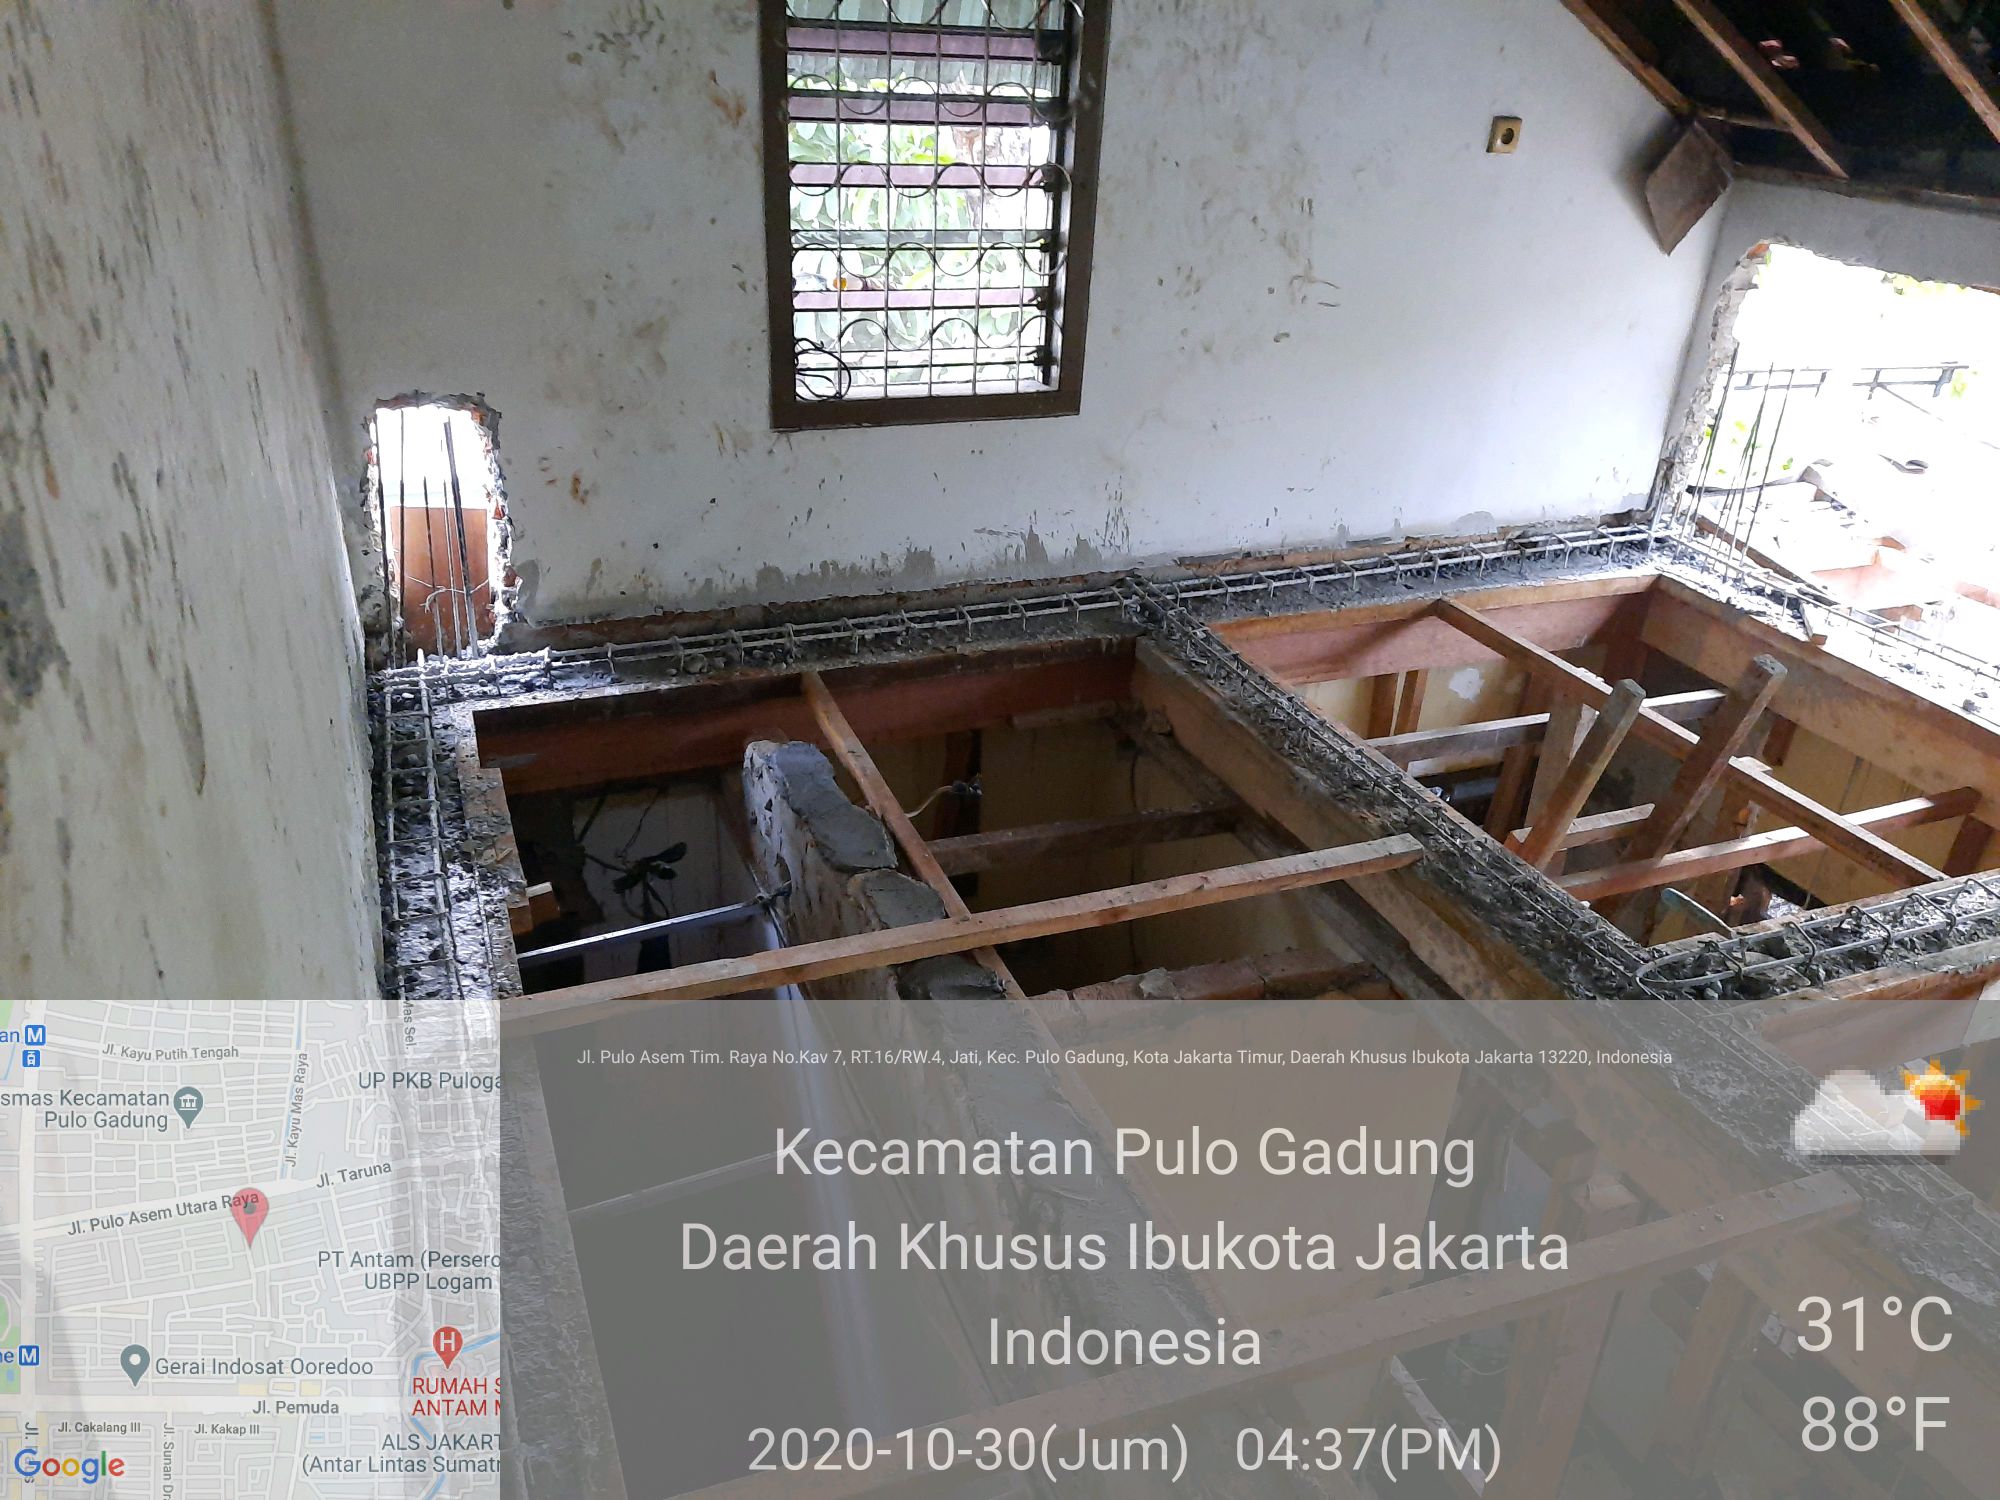 Jl. Pulo Asem Tim. Raya No.Kav 7, RT.16/RW.4, Jati, Kec. Pulo Gadung, Kota Jakarta Timur, Daerah Khusus Ibukota Jakarta 13220, Indonesia
Kecamatan Pulo Gadung
Daerah Khusus Ibukota Jakarta
Indonesia
2020-10-30(Jum) 04:37(PM)
31°C
88°F
an M
Jl. Kayu Putih Tengah
Jl. Kayu Mas Raya
Mas Sel.
UP PKB Puloga
smas Kecamatan
Pulo Gadung
Jl. Taruna
Jl. Pulo Asem Utara Raya
PT Antam (Persero
UBPP Logam
ne M
H
Gerai Indosat Ooredoo
RUMAH S
ANTAM M
Jl. Pemuda
Jl. Cakalang III
Jl. Kakap III
ALS JAKART
(Antar Lintas Sumatr
Google